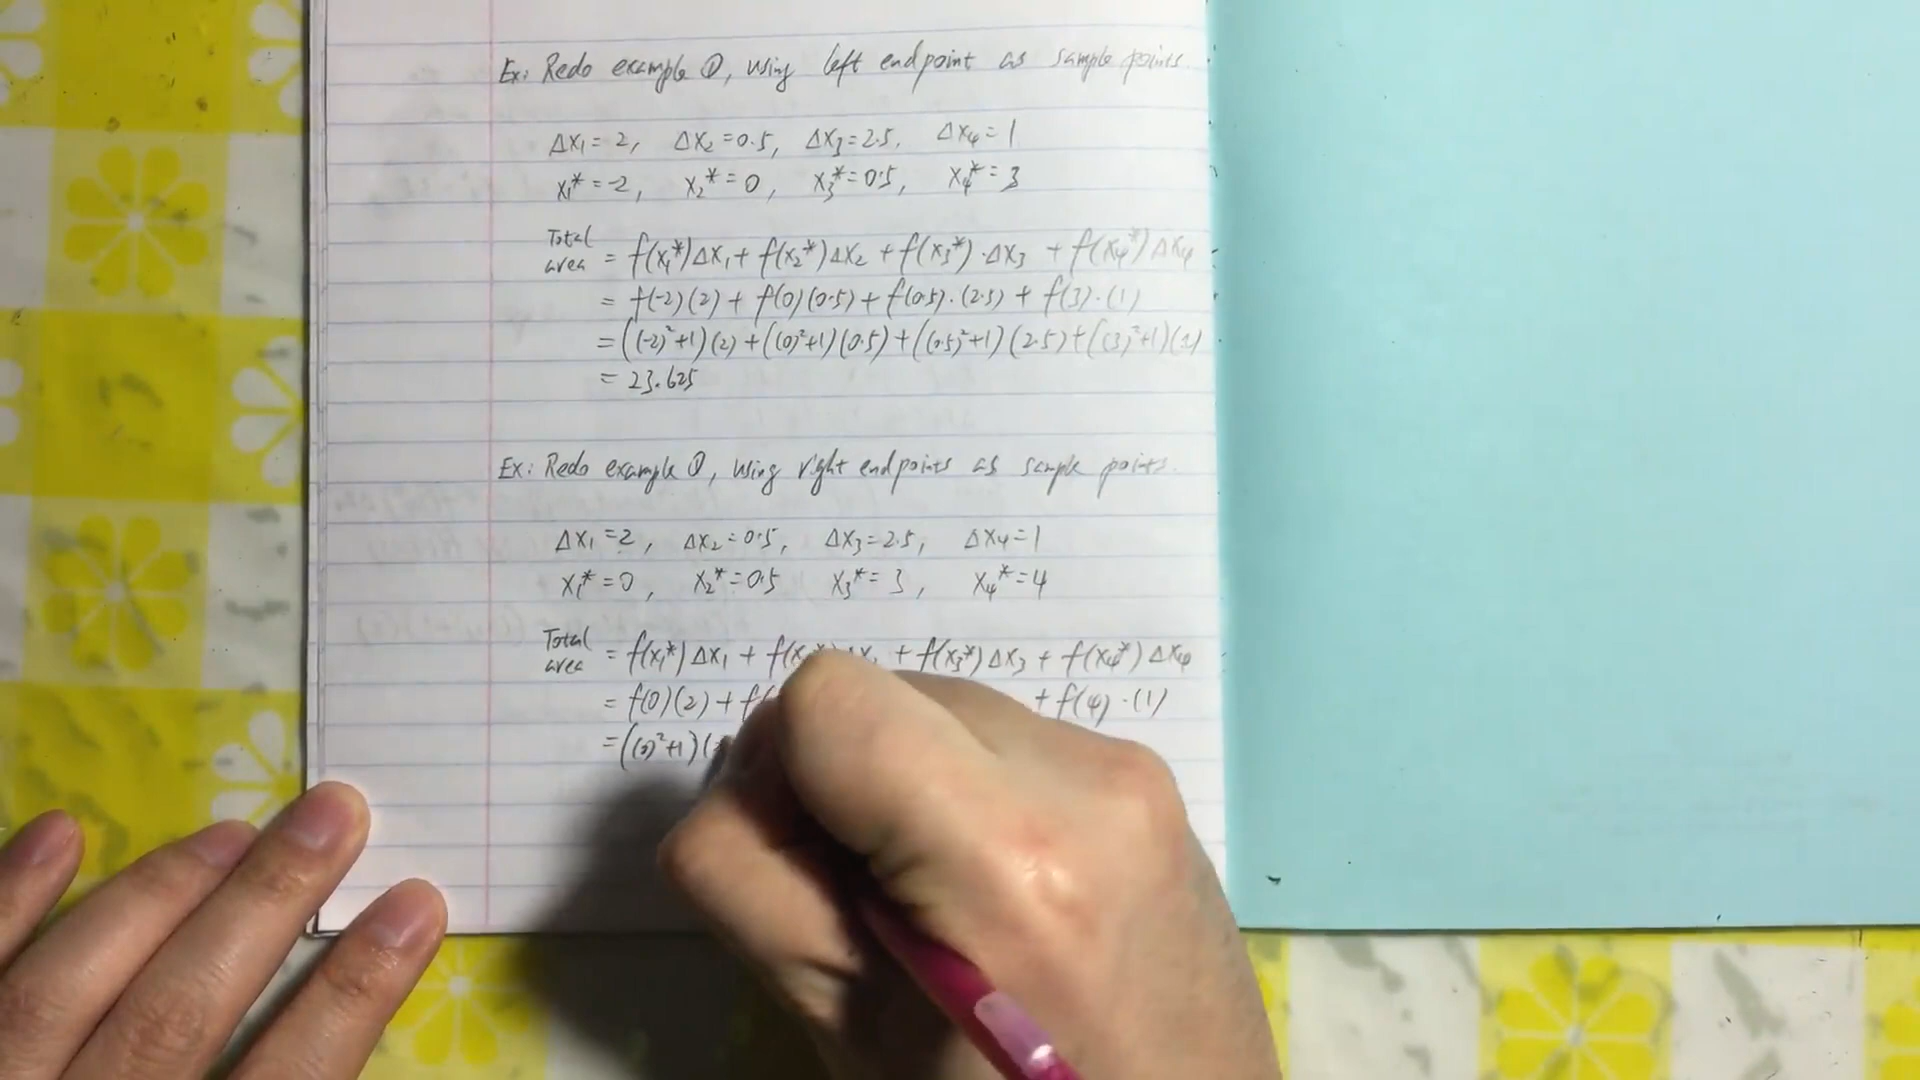 Ex: Redo example ①, using left endpoint as sample points.
Δx₁ = 2, Δx₂ = 0.5, Δx₃ = 2.5, Δx₄ = 1
x₁* = -2, x₂* = 0, x₃* = 0.5, x₄* = 3
Total area = f(x₁*)Δx₁ + f(x₂*)Δx₂ + f(x₃*)·Δx₃ + f(x₄*)Δx₄
= f(-2)(2) + f(0)(0.5) + f(0.5)·(2.5) + f(3)·(1)
= ((-2)²+1)(2) + ((0)²+1)(0.5) + ((0.5)²+1)(2.5) + ((3)²+1)(1)
= 23.625
Ex: Redo example ①, using right endpoints as sample points.
Δx₁ = 2, Δx₂ = 0.5, Δx₃ = 2.5, Δx₄ = 1
x₁* = 0, x₂* = 0.5 x₃* = 3, x₄* = 4
Total area = f(x₁*)Δx₁ + f(x + f(x₃*)Δx₃ + f(x₄*)Δx₄
= f(0)(2) + f( + f(4)·(1)
= ((0)²+1)(